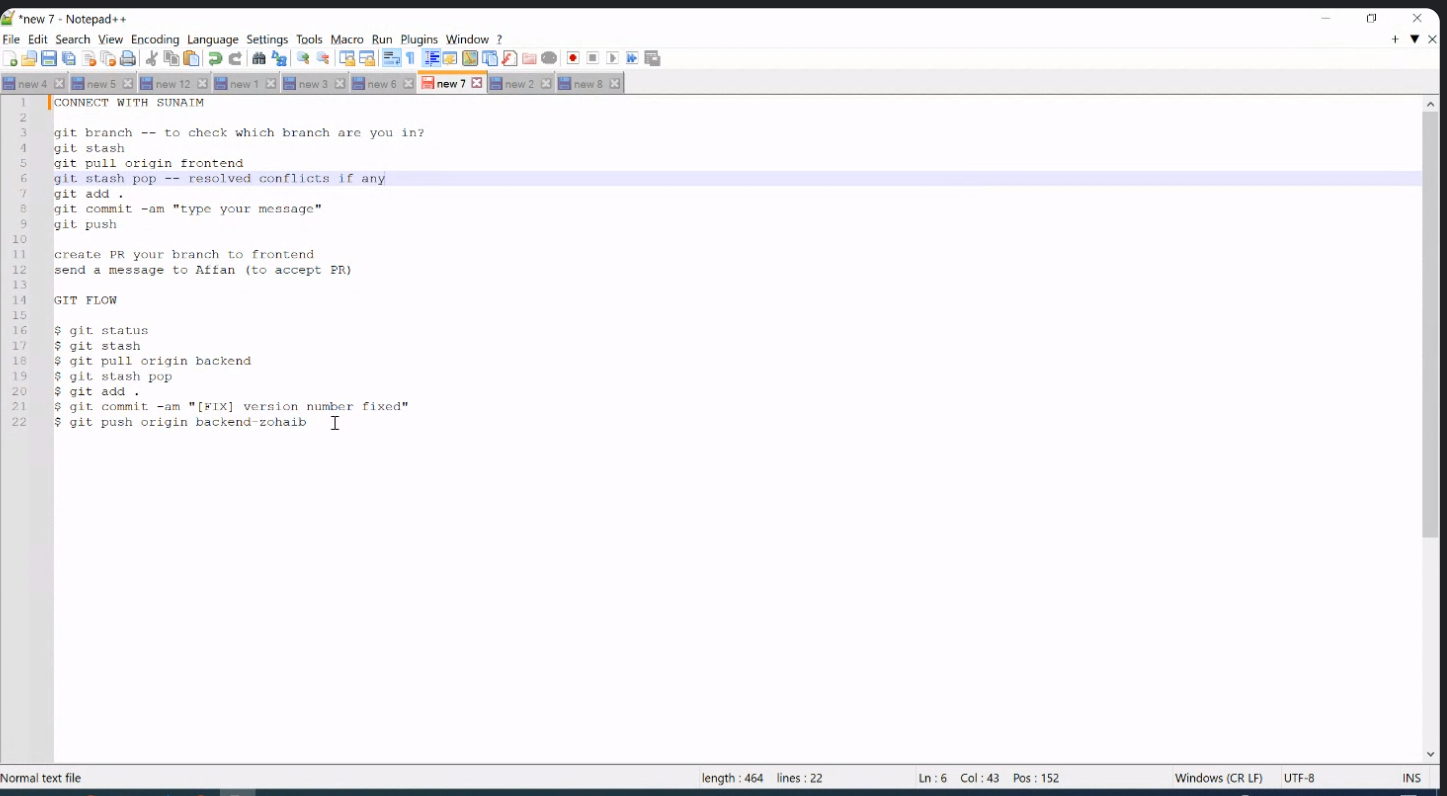 *new 7 - Notepad++
File Edit Search View Encoding Language Settings Tools Macro Run Plugins Window ?
new 4 new 5 new 12 new 1 new 3 new 6 new 7 new 2 new 8
1 CONNECT WITH SUNAIM
2
3 git branch -- to check which branch are you in?
4 git stash
5 git pull origin frontend
6 git stash pop -- resolved conflicts if any
7 git add .
8 git commit -am "type your message"
9 git push
10
11 create PR your branch to frontend
12 send a message to Affan (to accept PR)
13
14 GIT FLOW
15
16 $ git status
17 $ git stash
18 $ git pull origin backend
19 $ git stash pop
20 $ git add .
21 $ git commit -am "[FIX] version number fixed"
22 $ git push origin backend-zohaib
Normal text file length : 464 lines : 22 Ln : 6 Col : 43 Pos : 152 Windows (CR LF) UTF-8 INS